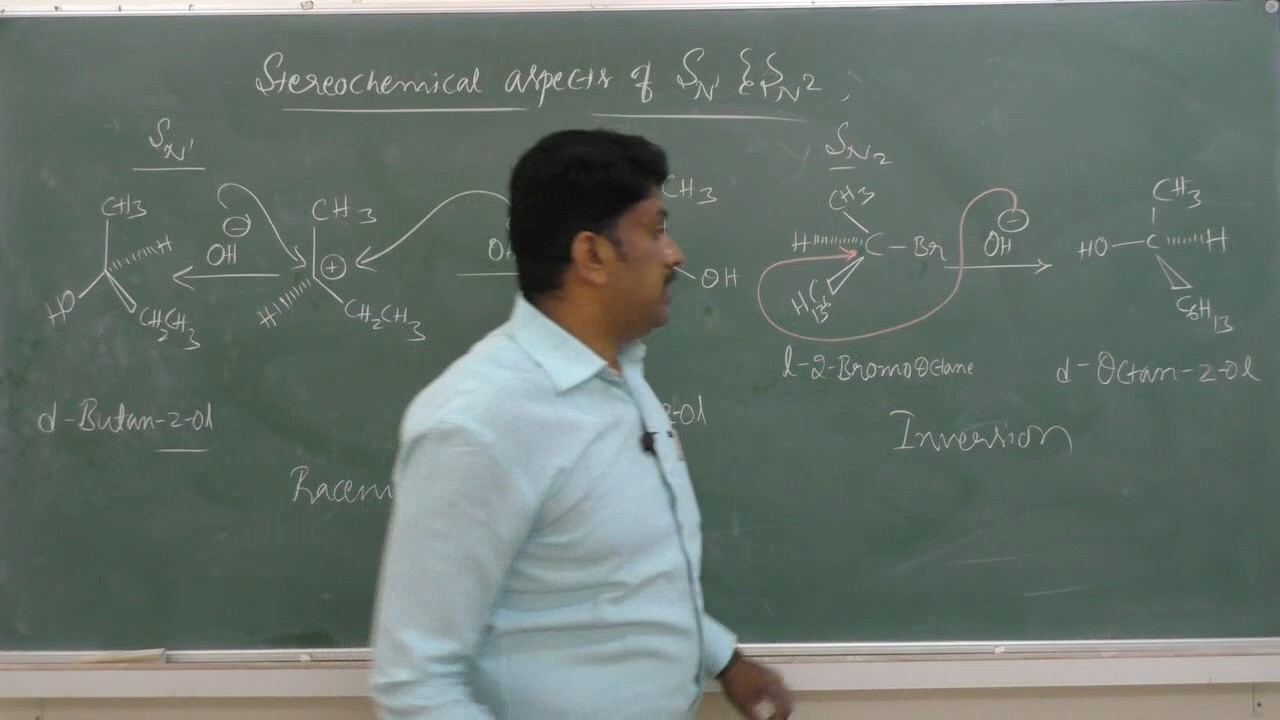 Stereochemical aspects of SN1 & SN2
SN1
CH3
H
HO
CH2CH3
OH
CH3
H
CH2CH3
d-Butan-2-Ol
CH3
OH
2-Ol
SN2
CH3
H
C - Br
C6H13
OH
CH3
HO
C
H
C6H13
l-2-BromoOctane
d-Octan-2-Ol
Inversion